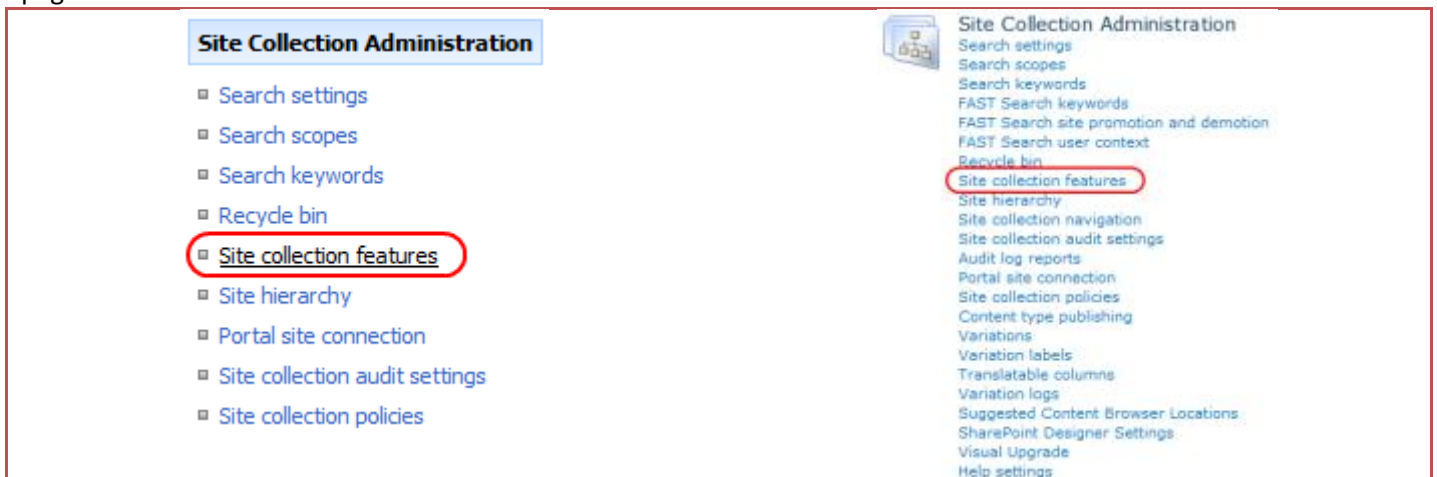 Site Collection Administration
Search settings
Search scopes
Search keywords
Recycle bin
Site collection features
Site hierarchy
Portal site connection
Site collection audit settings
Site collection policies
Site Collection Administration
Search settings
Search scopes
Search keywords
FAST Search keywords
FAST Search site promotion and demotion
FAST Search user context
Recycle bin
Site collection features
Site hierarchy
Site collection navigation
Site collection audit settings
Audit log reports
Portal site connection
Site collection policies
Content type publishing
Variations
Variation labels
Translatable columns
Variation logs
Suggested Content Browser Locations
SharePoint Designer Settings
Visual Upgrade
Help settings